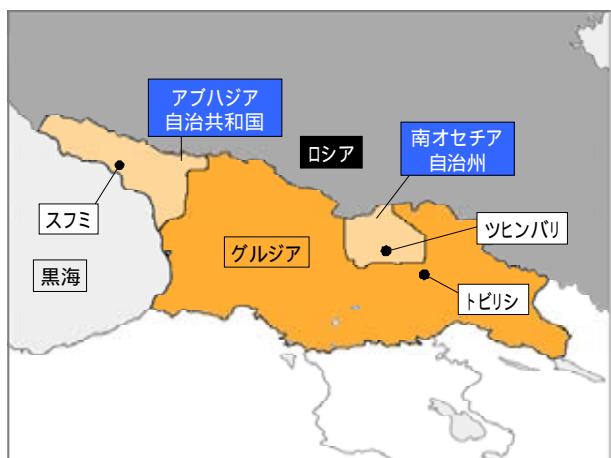 アブハジア
自治共和国
ロシア
南オセチア
自治州
スフミ
グルジア
ツヒンバリ
黒海
トビリシ